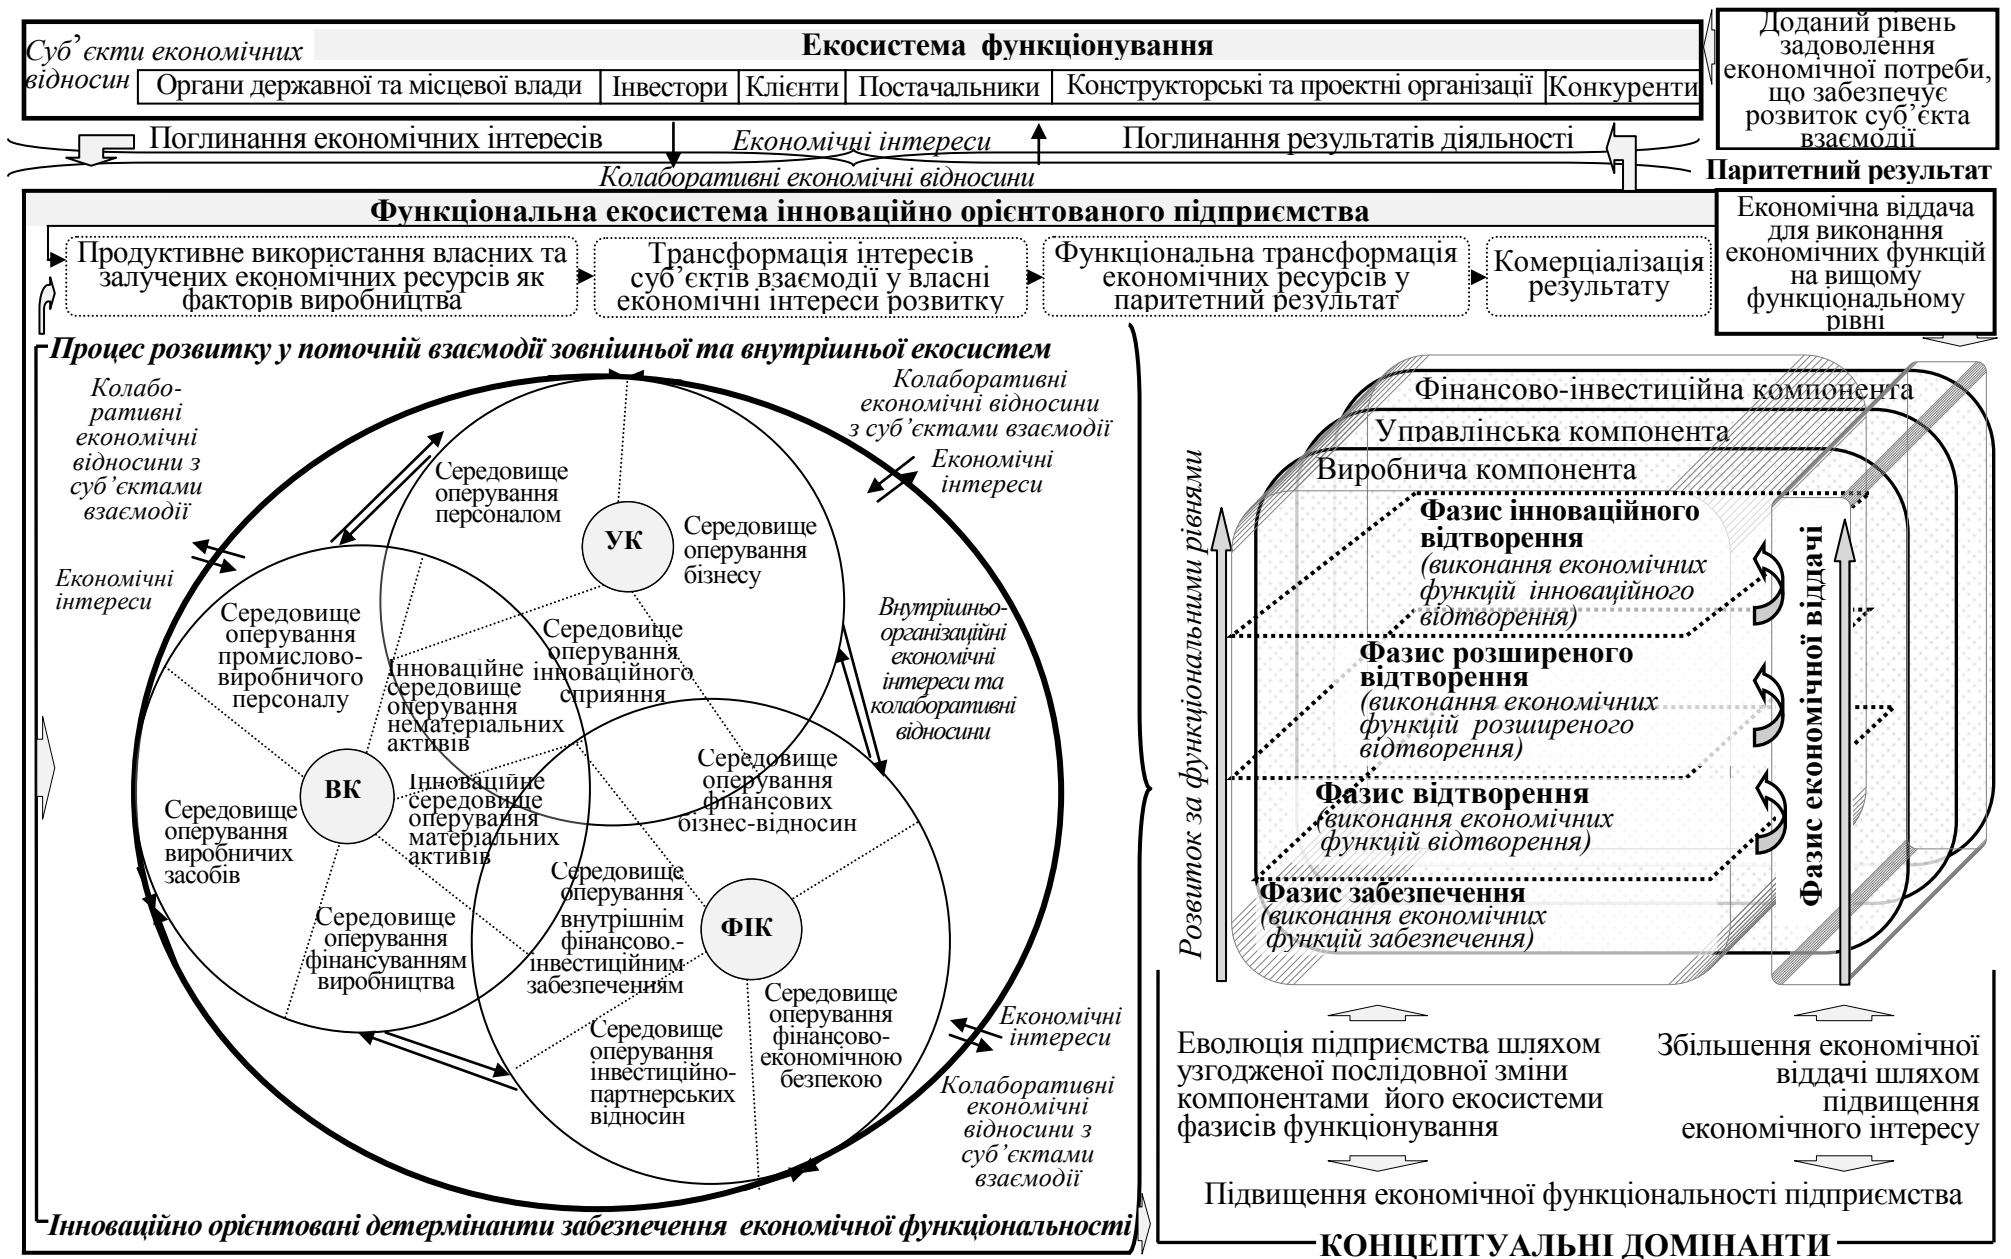 Суб’єкти економічних
відносин
Екосистема функціонування
Органи державної та місцевої влади
Інвестори
Клієнти
Постачальники
Конструкторські та проектні організації
Конкуренти
Доданий рівень
задоволення
економічної потреби,
що забезпечує
розвиток суб’єкта
взаємодії
Поглинання економічних інтересів
Економічні інтереси
Поглинання результатів діяльності
Колаборативні економічні відносини
Паритетний результат
Функціональна екосистема інноваційно орієнтованого підприємства
Економічна віддача
для виконання
економічних функцій
на вищому
функціональному
рівні
Продуктивне використання власних та
залучених економічних ресурсів як
факторів виробництва
Трансформація інтересів
суб’єктів взаємодії у власні
економічні інтереси розвитку
Функціональна трансформація
економічних ресурсів у
паритетний результат
Комерціалізація
результату
Процес розвитку у поточній взаємодії зовнішньої та внутрішньої екосистем
Колабо-
ративні
економічні
відносини з
суб’єктами
взаємодії
Економічні
інтереси
Колаборативні
економічні відносини
з суб’єктами взаємодії
Економічні
інтереси
Середовище
оперування
персоналом
УК
Середовище
оперування
бізнесу
Середовище
оперування
інноваційного
сприяння
Внутрішньо-
організаційні
економічні
інтереси та
колаборативні
відносини
Середовище
оперування
промислово-
виробничого
персоналу
Інноваційне
середовище
оперування
нематеріальних
активів
ВК
Інноваційне
середовище
оперування
матеріальних
активів
Середовище
оперування
виробничих
засобів
Середовище
оперування
фінансуванням
виробництва
Середовище
оперування
фінансових
бізнес-відносин
Середовище
оперування
внутрішнім
фінансово.-
інвестиційним
забезпеченням
ФІК
Середовище
оперування
інвестиційно-
партнерських
відносин
Середовище
оперування
фінансово-
економічною
безпекою
Економічні
інтереси
Колаборативні
економічні
відносини з
суб’єктами
взаємодії
Інноваційно орієнтовані детермінанти забезпечення економічної функціональності
Фінансово-інвестиційна компонента
Управлінська компонента
Виробнича компонента
Розвиток за функціональними рівнями
Фазис інноваційного
відтворення
(виконання економічних
функцій інноваційного
відтворення)
Фазис розширеного
відтворення
(виконання економічних
функцій розширеного
відтворення)
Фазис відтворення
(виконання економічних
функцій відтворення)
Фазис забезпечення
(виконання економічних
функцій забезпечення)
Фазис економічної віддачі
Еволюція підприємства шляхом
узгодженої послідовної зміни
компонентами його екосистеми
фазисів функціонування
Збільшення економічної
віддачі шляхом
підвищення
економічного інтересу
Підвищення економічної функціональності підприємства
КОНЦЕПТУАЛЬНІ ДОМІНАНТИ